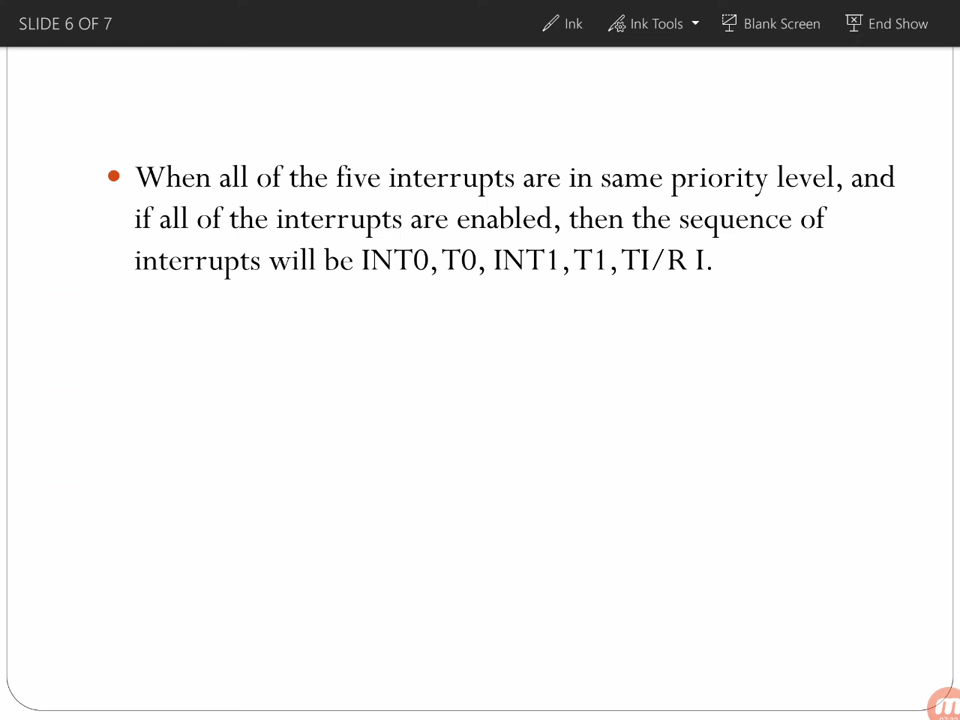 SLIDE 6 OF 7
Ink
Ink Tools
Blank Screen
End Show
When all of the five interrupts are in same priority level, and
if all of the interrupts are enabled, then the sequence of
interrupts will be INT0, T0, INT1, T1, TI/R I.